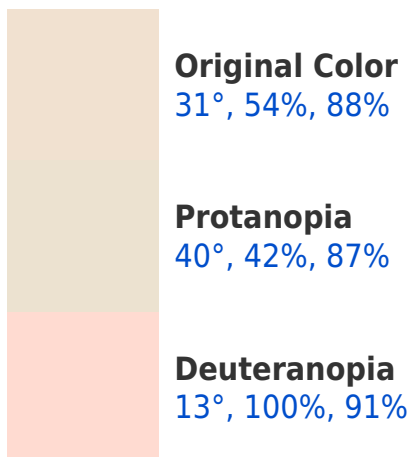 Original Color
31°, 54%, 88%
Protanopia
40°, 42%, 87%
Deuteranopia
13°, 100%, 91%